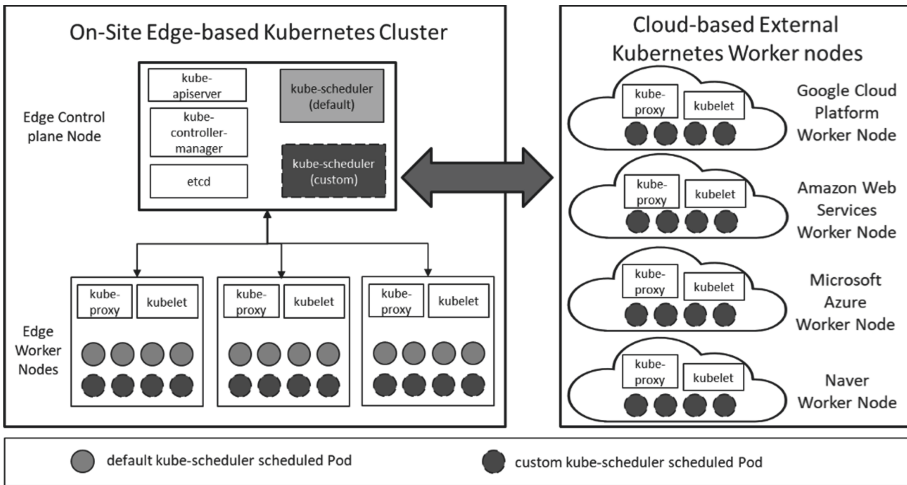 On-Site Edge-based Kubernetes Cluster
Edge Control
plane Node
kube-
apiserver
kube-
controller-
manager
etcd
kube-scheduler
(default)
kube-scheduler
(custom)
Edge
Worker
Nodes
kube-
proxy
kubelet
kube-
proxy
kubelet
kube-
proxy
kubelet
Cloud-based External
Kubernetes Worker nodes
kube-
proxy
kubelet
Google Cloud
Platform
Worker Node
kube-
proxy
kubelet
Amazon Web
Services
Worker Node
kube-
proxy
kubelet
Microsoft
Azure
Worker Node
kube-
proxy
kubelet
Naver
Worker Node
default kube-scheduler scheduled Pod
custom kube-scheduler scheduled Pod